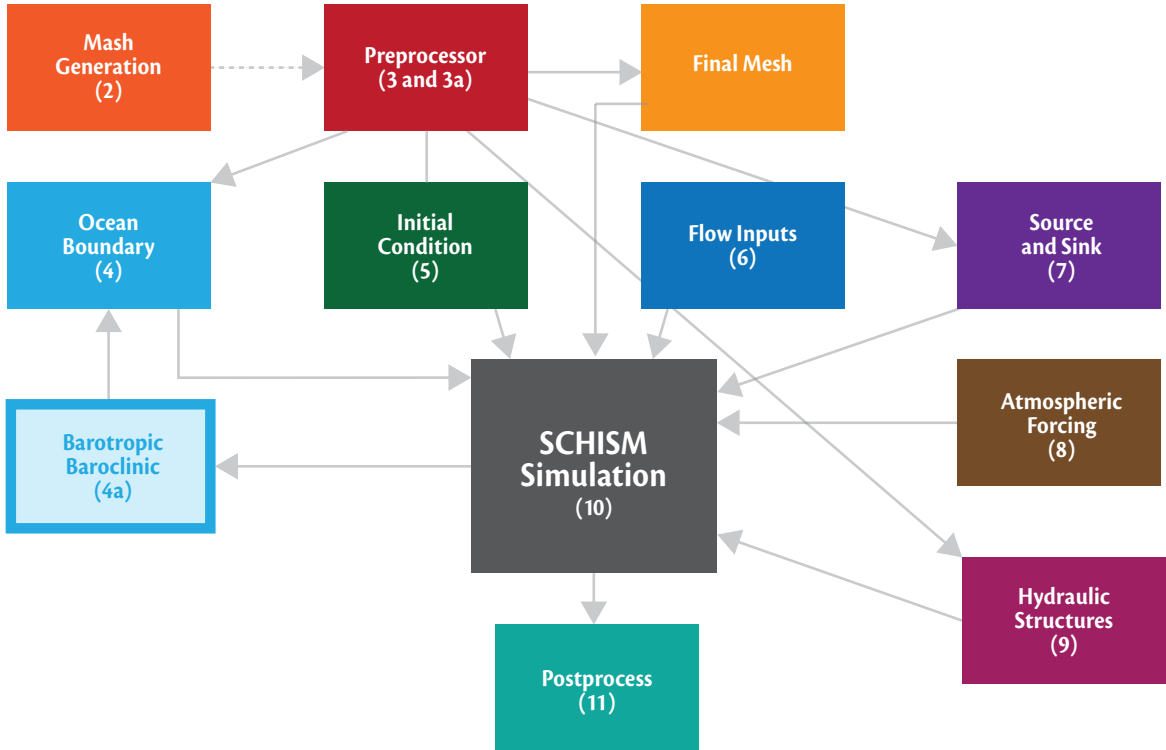 Mash
Generation
(2)
Preprocessor
(3 and 3a)
Final Mesh
Ocean
Boundary
(4)
Initial
Condition
(5)
Flow Inputs
(6)
Source
and Sink
(7)
Barotropic
Baroclinic
(4a)
SCHISM
Simulation
(10)
Atmospheric
Forcing
(8)
Hydraulic
Structures
(9)
Postprocess
(11)